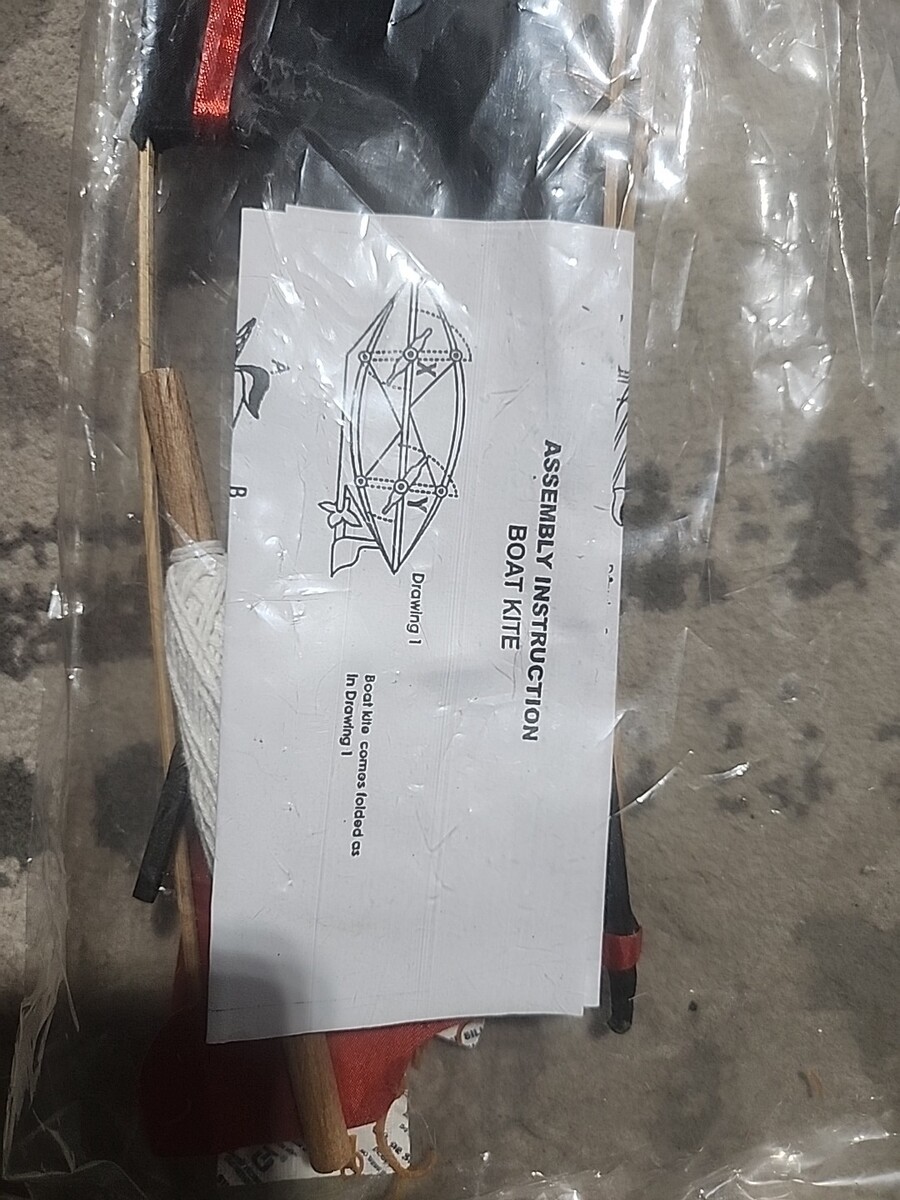 ASSEMBLY INSTRUCTION
BOAT KITE
X
Y
Drawing 1
Boat kite comes folded as
In Drawing 1
A
B